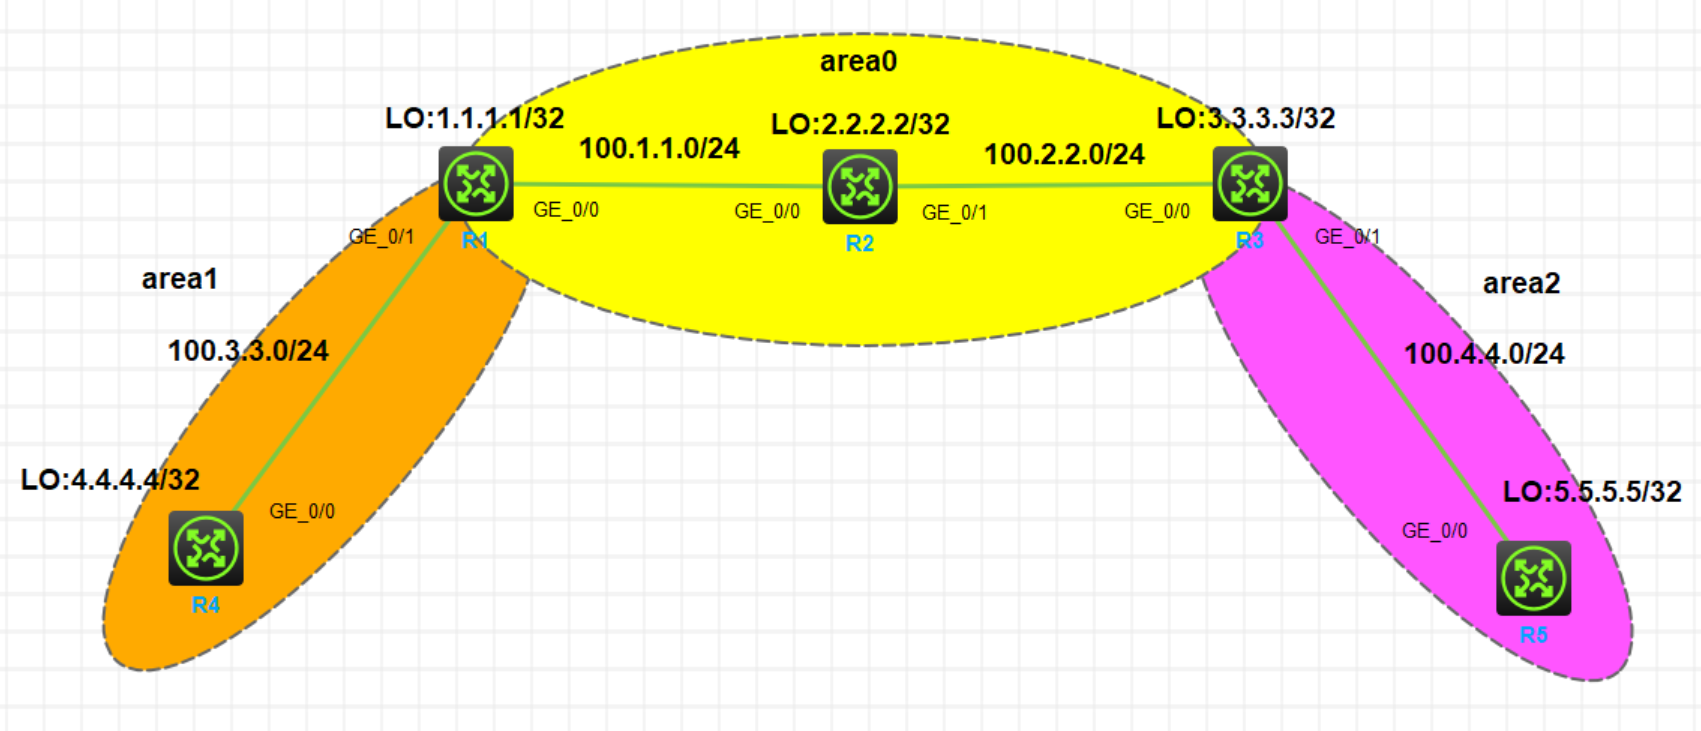 area0
LO:1.1.1.1/32
LO:2.2.2.2/32
LO:3.3.3.3/32
100.1.1.0/24
100.2.2.0/24
GE_0/0
GE_0/0
GE_0/1
GE_0/0
GE_0/1
R1
R2
R3
GE_0/1
area1
area2
100.3.3.0/24
100.4.4.0/24
LO:4.4.4.4/32
LO:5.5.5.5/32
GE_0/0
GE_0/0
R4
R5